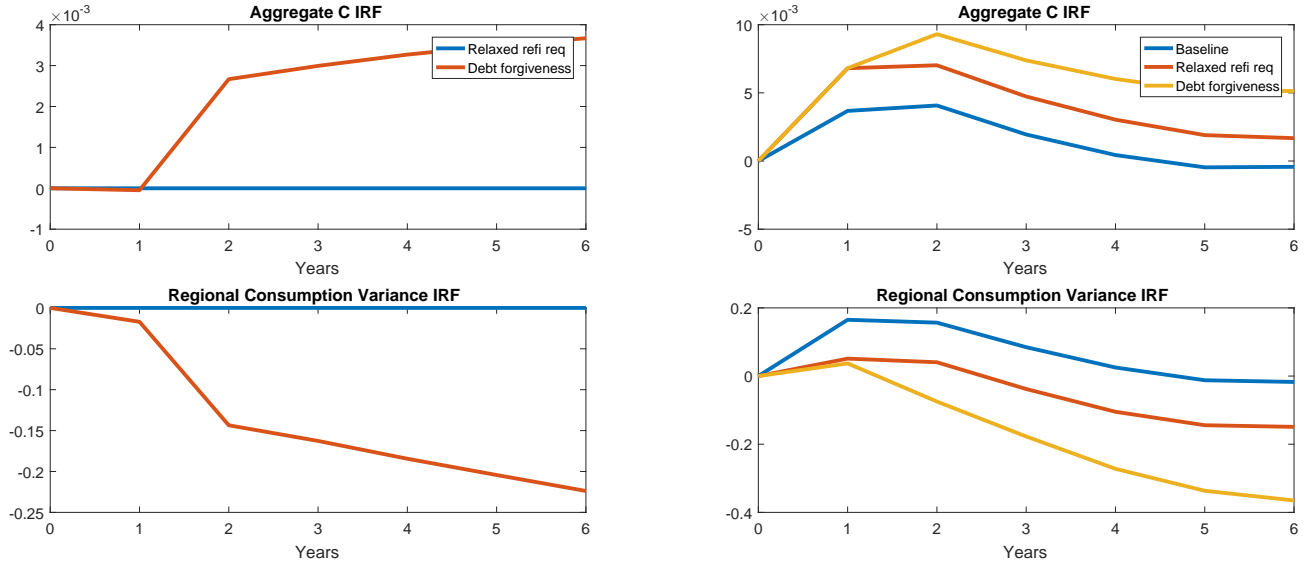 Aggregate C IRF
×10-3
4
3
2
1
0
-1
0 1 2 3 4 5 6
Years
Relaxed refi req
Debt forgiveness
Aggregate C IRF
×10-3
10
5
0
-5
0 1 2 3 4 5 6
Years
Baseline
Relaxed refi req
Debt forgiveness
Regional Consumption Variance IRF
0
-0.05
-0.1
-0.15
-0.2
-0.25
0 1 2 3 4 5 6
Years
Regional Consumption Variance IRF
0.2
0
-0.2
-0.4
0 1 2 3 4 5 6
Years